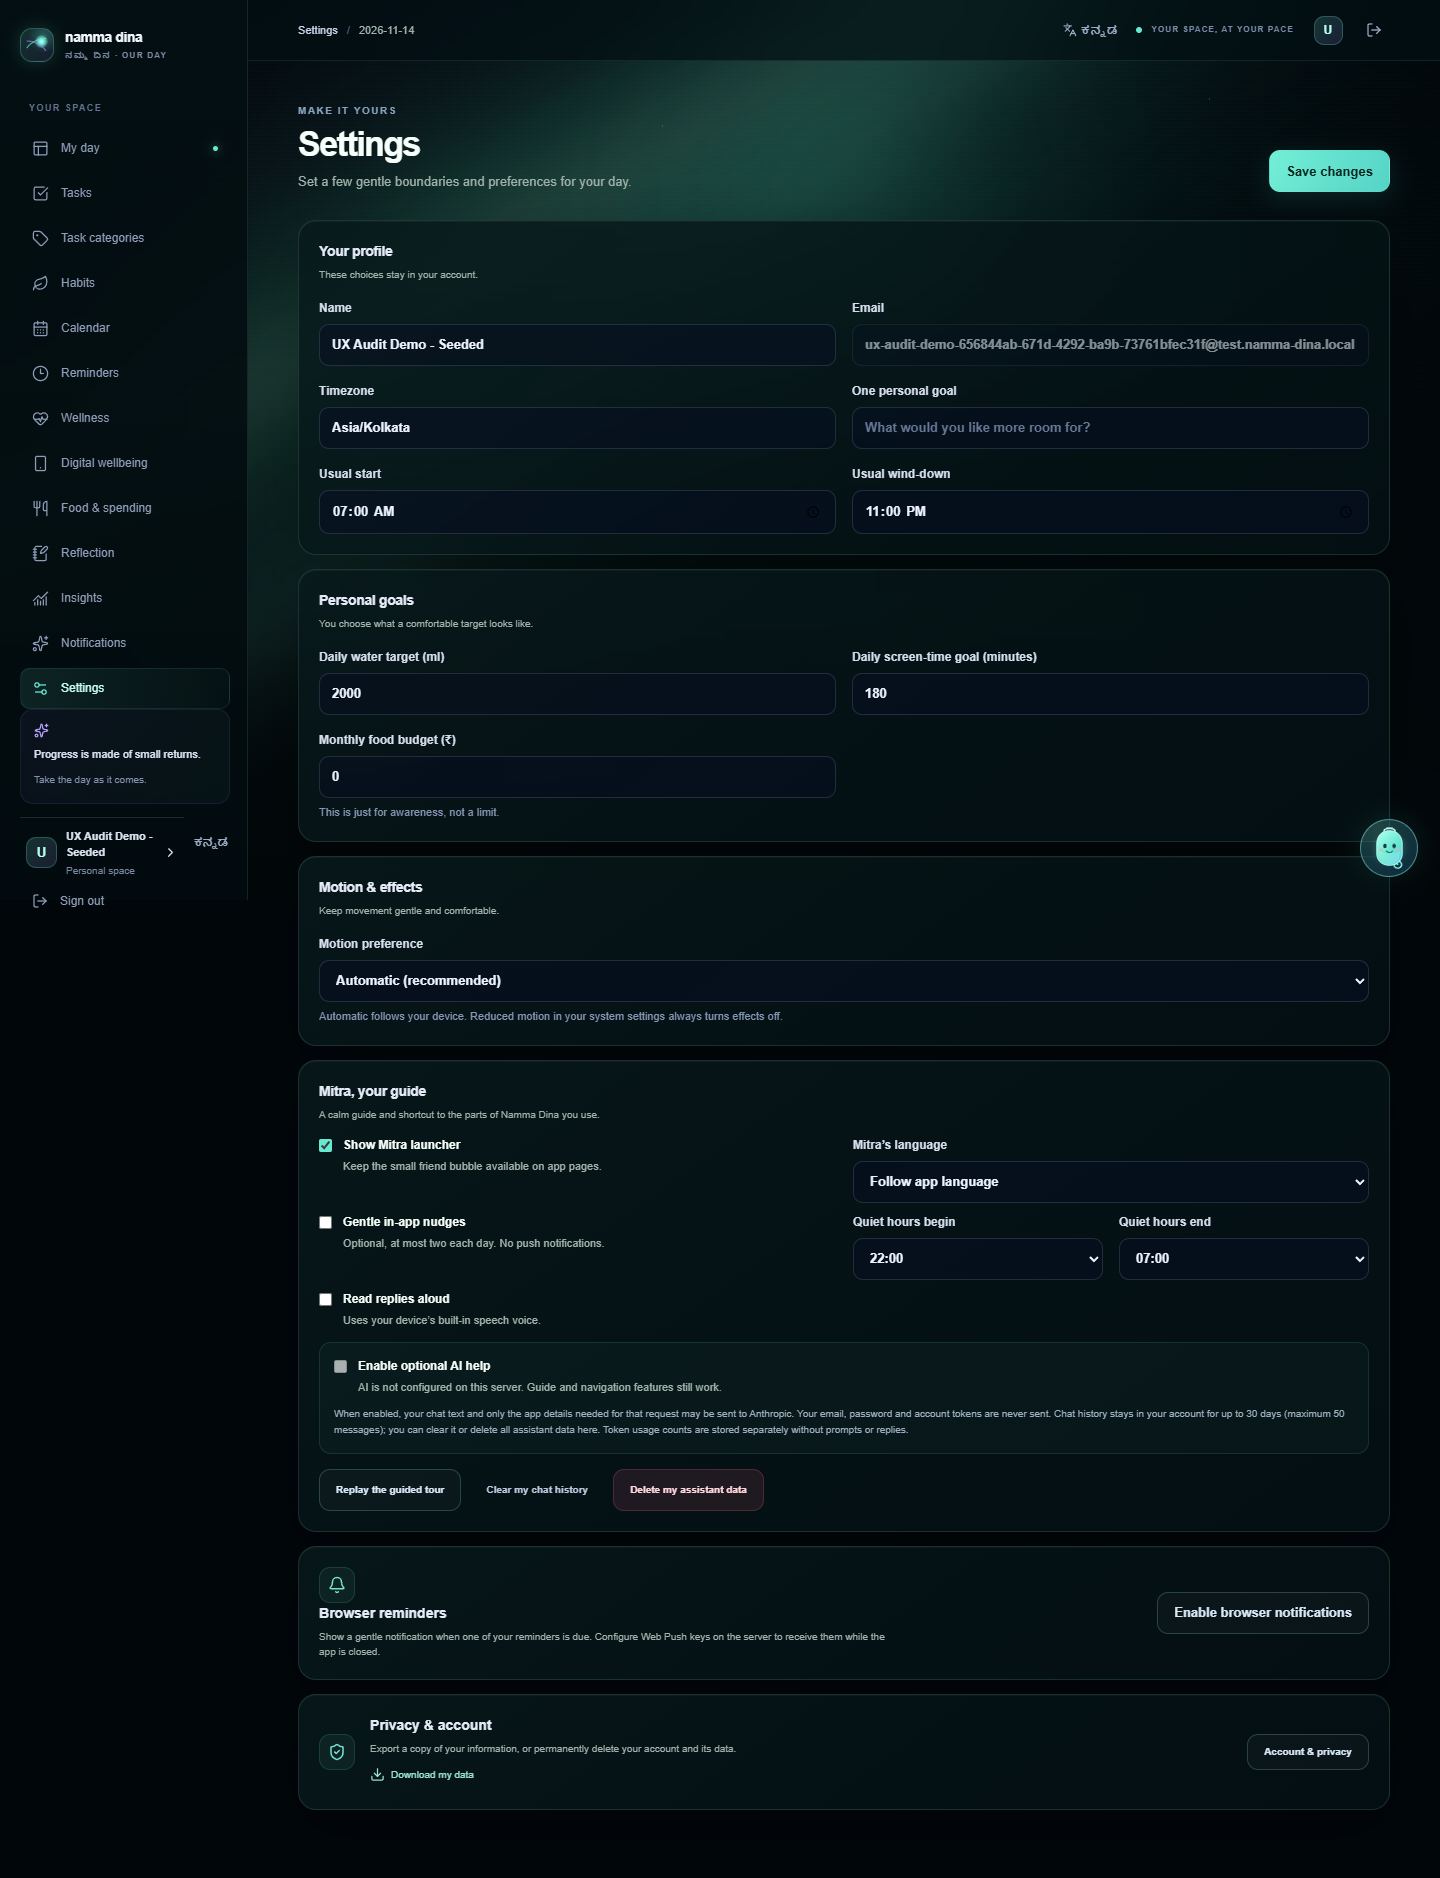 namma dina
ನಮ್ಮ ದಿನ · OUR DAY
YOUR SPACE
My day
Tasks
Task categories
Habits
Calendar
Reminders
Wellness
Digital wellbeing
Food & spending
Reflection
Insights
Notifications
Settings
Progress is made of small returns.
Take the day as it comes.
U
UX Audit Demo -
Seeded
Personal space
ಕನ್ನಡ
Sign out
Settings / 2026-11-14
ಕನ್ನಡ
YOUR SPACE, AT YOUR PACE
U
MAKE IT YOURS
Settings
Set a few gentle boundaries and preferences for your day.
Save changes
Your profile
These choices stay in your account.
Name
Email
UX Audit Demo - Seeded
ux-audit-demo-656844ab-671d-4292-ba9b-73761bfec31f@test.namma-dina.local
Timezone
One personal goal
Asia/Kolkata
What would you like more room for?
Usual start
Usual wind-down
07:00 AM
11:00 PM
Personal goals
You choose what a comfortable target looks like.
Daily water target (ml)
Daily screen-time goal (minutes)
2000
180
Monthly food budget (₹)
0
This is just for awareness, not a limit.
Motion & effects
Keep movement gentle and comfortable.
Motion preference
Automatic (recommended)
Automatic follows your device. Reduced motion in your system settings always turns effects off.
Mitra, your guide
A calm guide and shortcut to the parts of Namma Dina you use.
Show Mitra launcher
Keep the small friend bubble available on app pages.
Mitra’s language
Follow app language
Gentle in-app nudges
Optional, at most two each day. No push notifications.
Quiet hours begin
Quiet hours end
22:00
07:00
Read replies aloud
Uses your device’s built-in speech voice.
Enable optional AI help
AI is not configured on this server. Guide and navigation features still work.
When enabled, your chat text and only the app details needed for that request may be sent to Anthropic. Your email, password and account tokens are never sent. Chat history stays in your account for up to 30 days (maximum 50
messages); you can clear it or delete all assistant data here. Token usage counts are stored separately without prompts or replies.
Replay the guided tour
Clear my chat history
Delete my assistant data
Browser reminders
Show a gentle notification when one of your reminders is due. Configure Web Push keys on the server to receive them while the
app is closed.
Enable browser notifications
Privacy & account
Export a copy of your information, or permanently delete your account and its data.
Download my data
Account & privacy